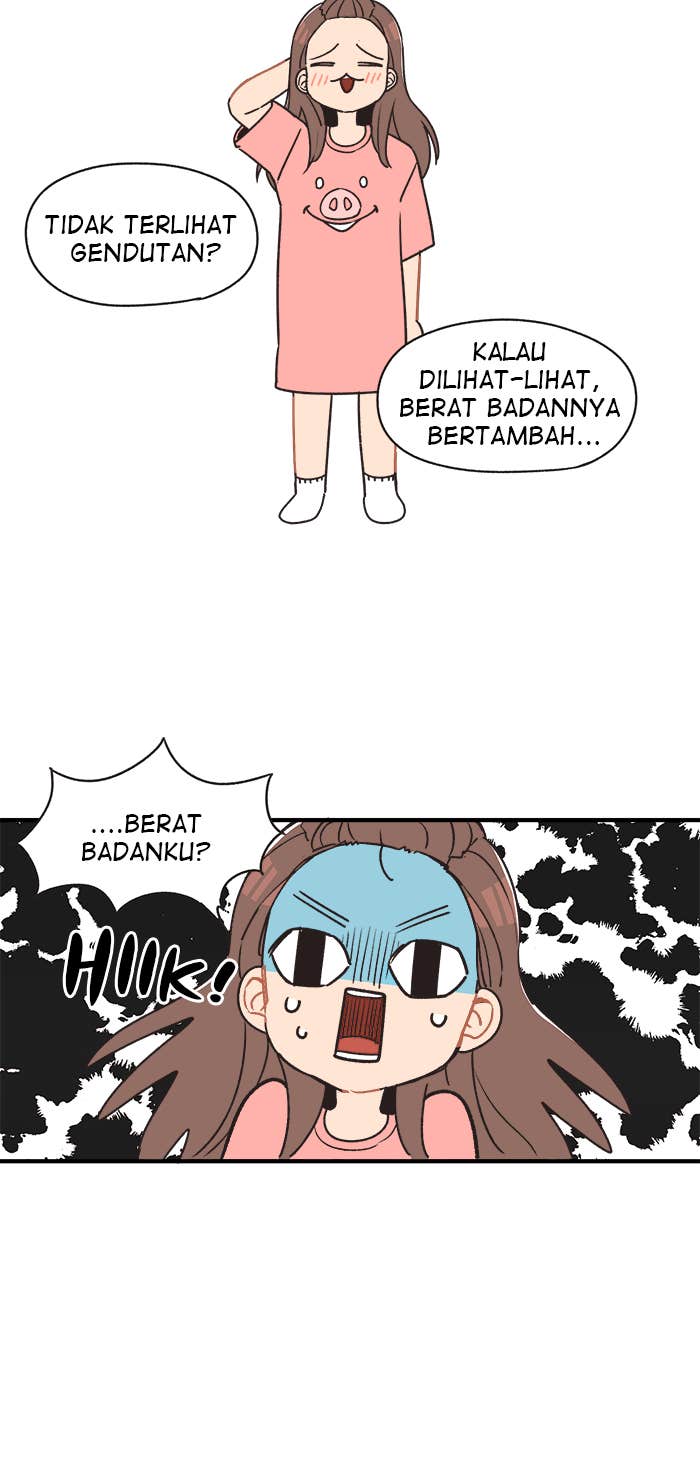 TIDAK TERLIHAT
GENDUTAN?
KALAU
DILIHAT-LIHAT,
BERAT BADANNYA
BERTAMBAH...
....BERAT
BADANKU?
HIIK!